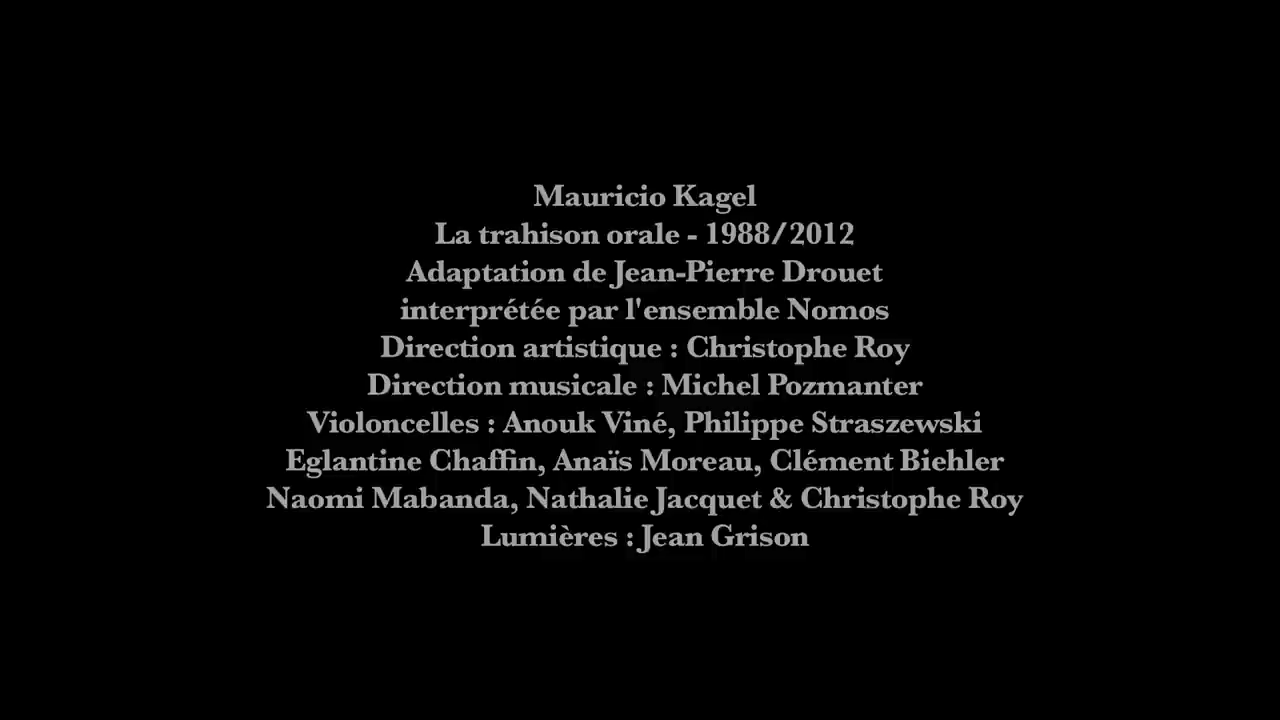 Mauricio Kagel
La trahison orale - 1988/2012
Adaptation de Jean-Pierre Drouet
interprétée par l'ensemble Nomos
Direction artistique : Christophe Roy
Direction musicale : Michel Pozmanter
Violoncelles : Anouk Viné, Philippe Straszewski
Eglantine Chaffin, Anaïs Moreau, Clément Biehler
Naomi Mabanda, Nathalie Jacquet & Christophe Roy
Lumières : Jean Grison